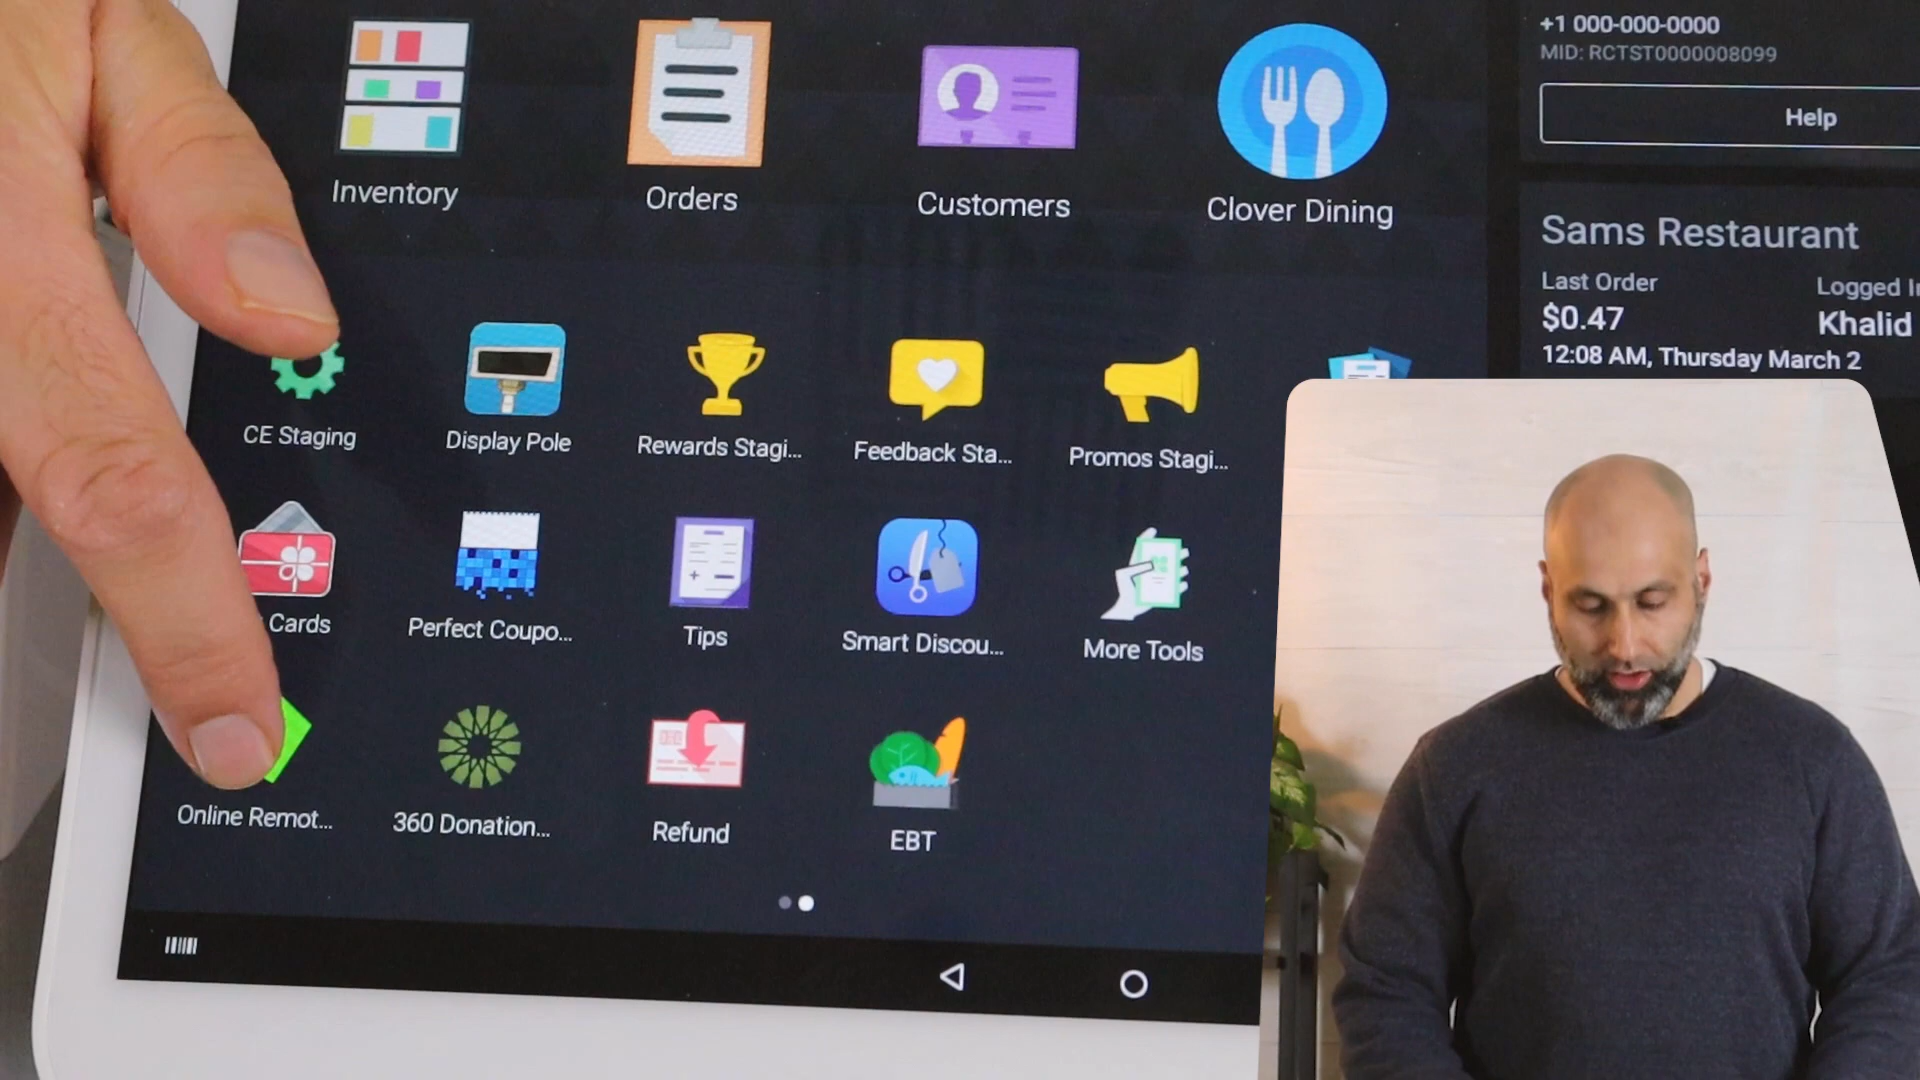 +1 000-000-0000
MID: RCTST0000008099
Help
Inventory
Orders
Customers
Clover Dining
Sams Restaurant
Last Order
Logged I
$0.47
Khalid
12:08 AM, Thursday March 2
CE Staging
Display Pole
Rewards Stagi...
Feedback Sta...
Promos Stagi...
Cards
Perfect Coupo...
Tips
Smart Discou...
More Tools
Online Remot...
360 Donation...
Refund
EBT